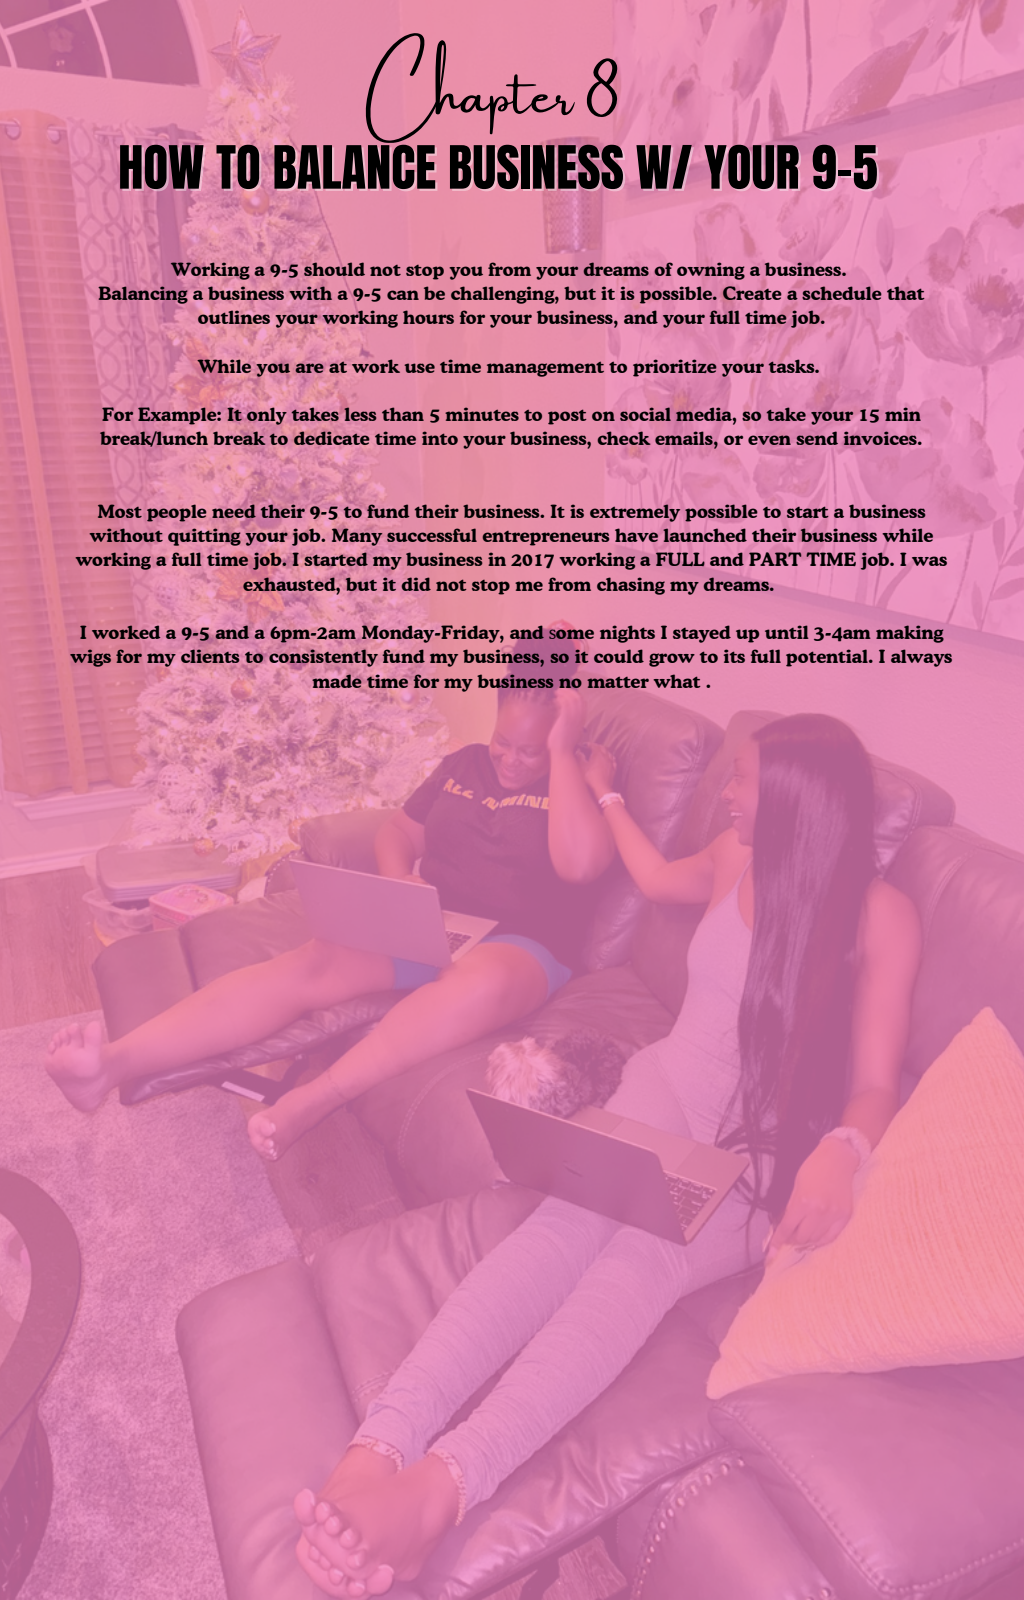 Chapter 8
HOW TO BALANCE BUSINESS W/ YOUR 9-5
Working a 9-5 should not stop you from your dreams of owning a business.
Balancing a business with a 9-5 can be challenging, but it is possible. Create a schedule that
outlines your working hours for your business, and your full time job.
While you are at work use time management to prioritize your tasks.
For Example: It only takes less than 5 minutes to post on social media, so take your 15 min
break/lunch break to dedicate time into your business, check emails, or even send invoices.
Most people need their 9-5 to fund their business. It is extremely possible to start a business
without quitting your job. Many successful entrepreneurs have launched their business while
working a full time job. I started my business in 2017 working a FULL and PART TIME job. I was
exhausted, but it did not stop me from chasing my dreams.
I worked a 9-5 and a 6pm-2am Monday-Friday, and some nights I stayed up until 3-4am making
wigs for my clients to consistently fund my business, so it could grow to its full potential. I always
made time for my business no matter what .